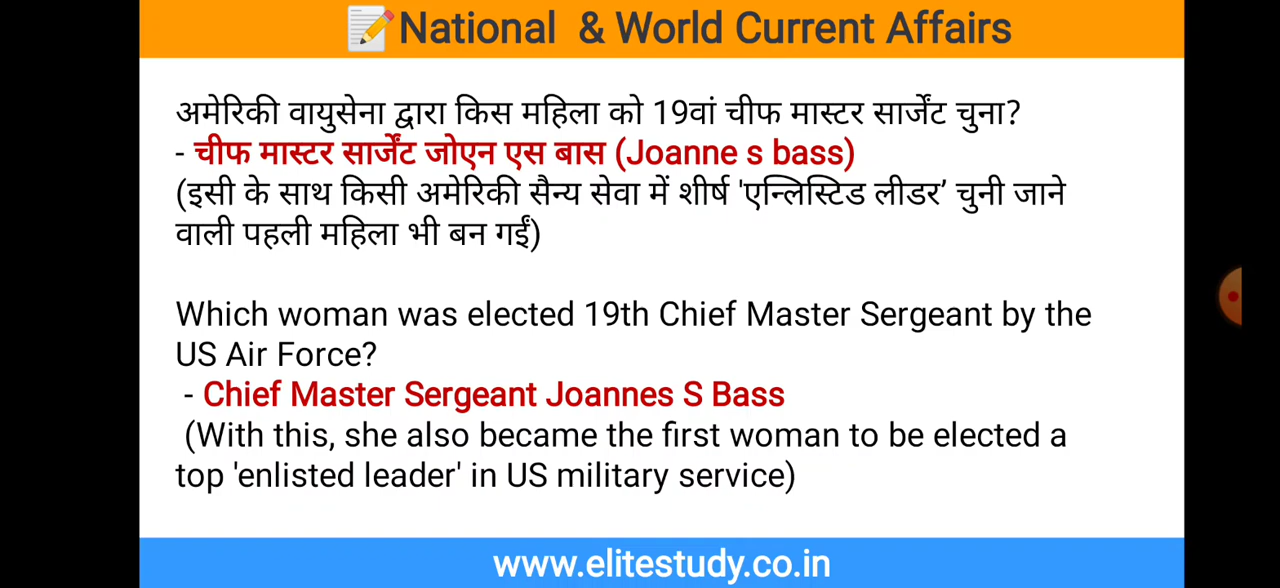 National & World Current Affairs
अमेरिकी वायुसेना द्वारा किस महिला को 19वां चीफ मास्टर सार्जेंट चुना?
- चीफ मास्टर सार्जेंट जोएन एस बास (Joanne s bass)
(इसी के साथ किसी अमेरिकी सैन्य सेवा में शीर्ष 'एन्लिस्टिड लीडर’ चुनी जाने
वाली पहली महिला भी बन गईं)
Which woman was elected 19th Chief Master Sergeant by the
US Air Force?
- Chief Master Sergeant Joannes S Bass
(With this, she also became the first woman to be elected a
top 'enlisted leader' in US military service)
www.elitestudy.co.in